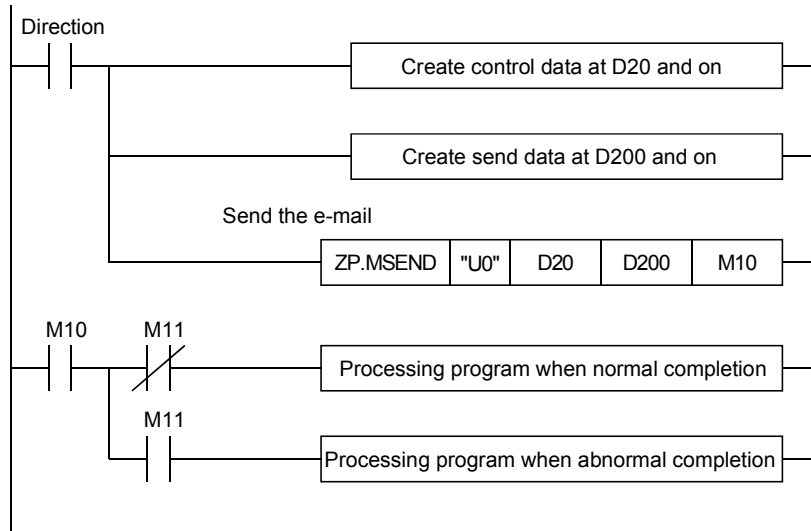 Direction
Create control data at D20 and on
Create send data at D200 and on
Send the e-mail
ZP.MSEND "U0" D20 D200 M10
M10 M11
Processing program when normal completion
M11
Processing program when abnormal completion